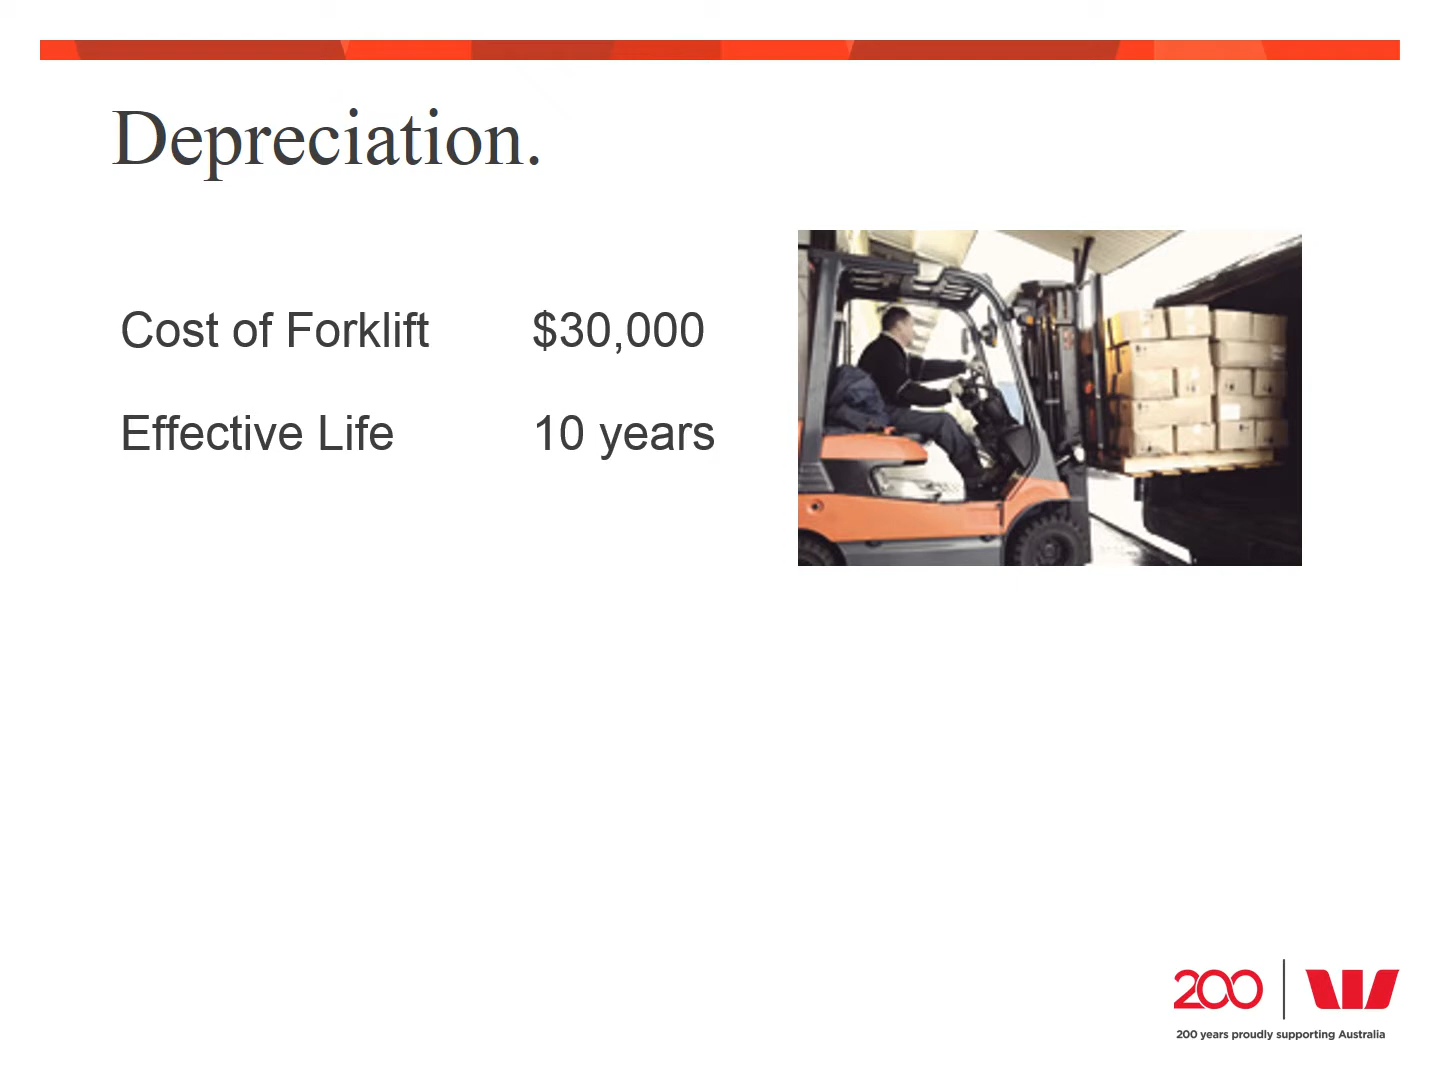 Depreciation.
Cost of Forklift $30,000
Effective Life 10 years
200
200 years proudly supporting Australia